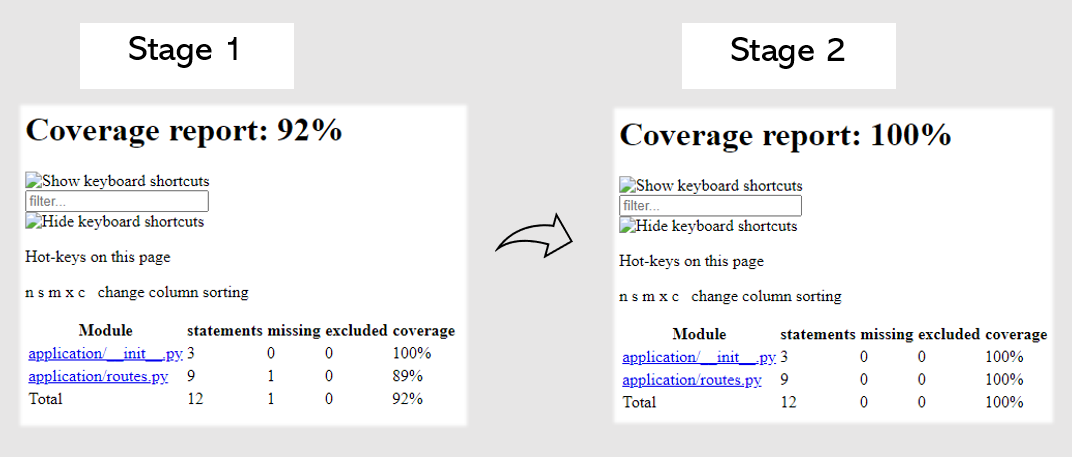 Stage 1
Coverage report: 92%
Show keyboard shortcuts
filter...
Hide keyboard shortcuts
Hot-keys on this page
n s m x c change column sorting
Module statements missing excluded coverage
application/__init__.py 3 0 0 100%
application/routes.py 9 1 0 89%
Total 12 1 0 92%
Stage 2
Coverage report: 100%
Show keyboard shortcuts
filter...
Hide keyboard shortcuts
Hot-keys on this page
n s m x c change column sorting
Module statements missing excluded coverage
application/__init__.py 3 0 0 100%
application/routes.py 9 0 0 100%
Total 12 0 0 100%